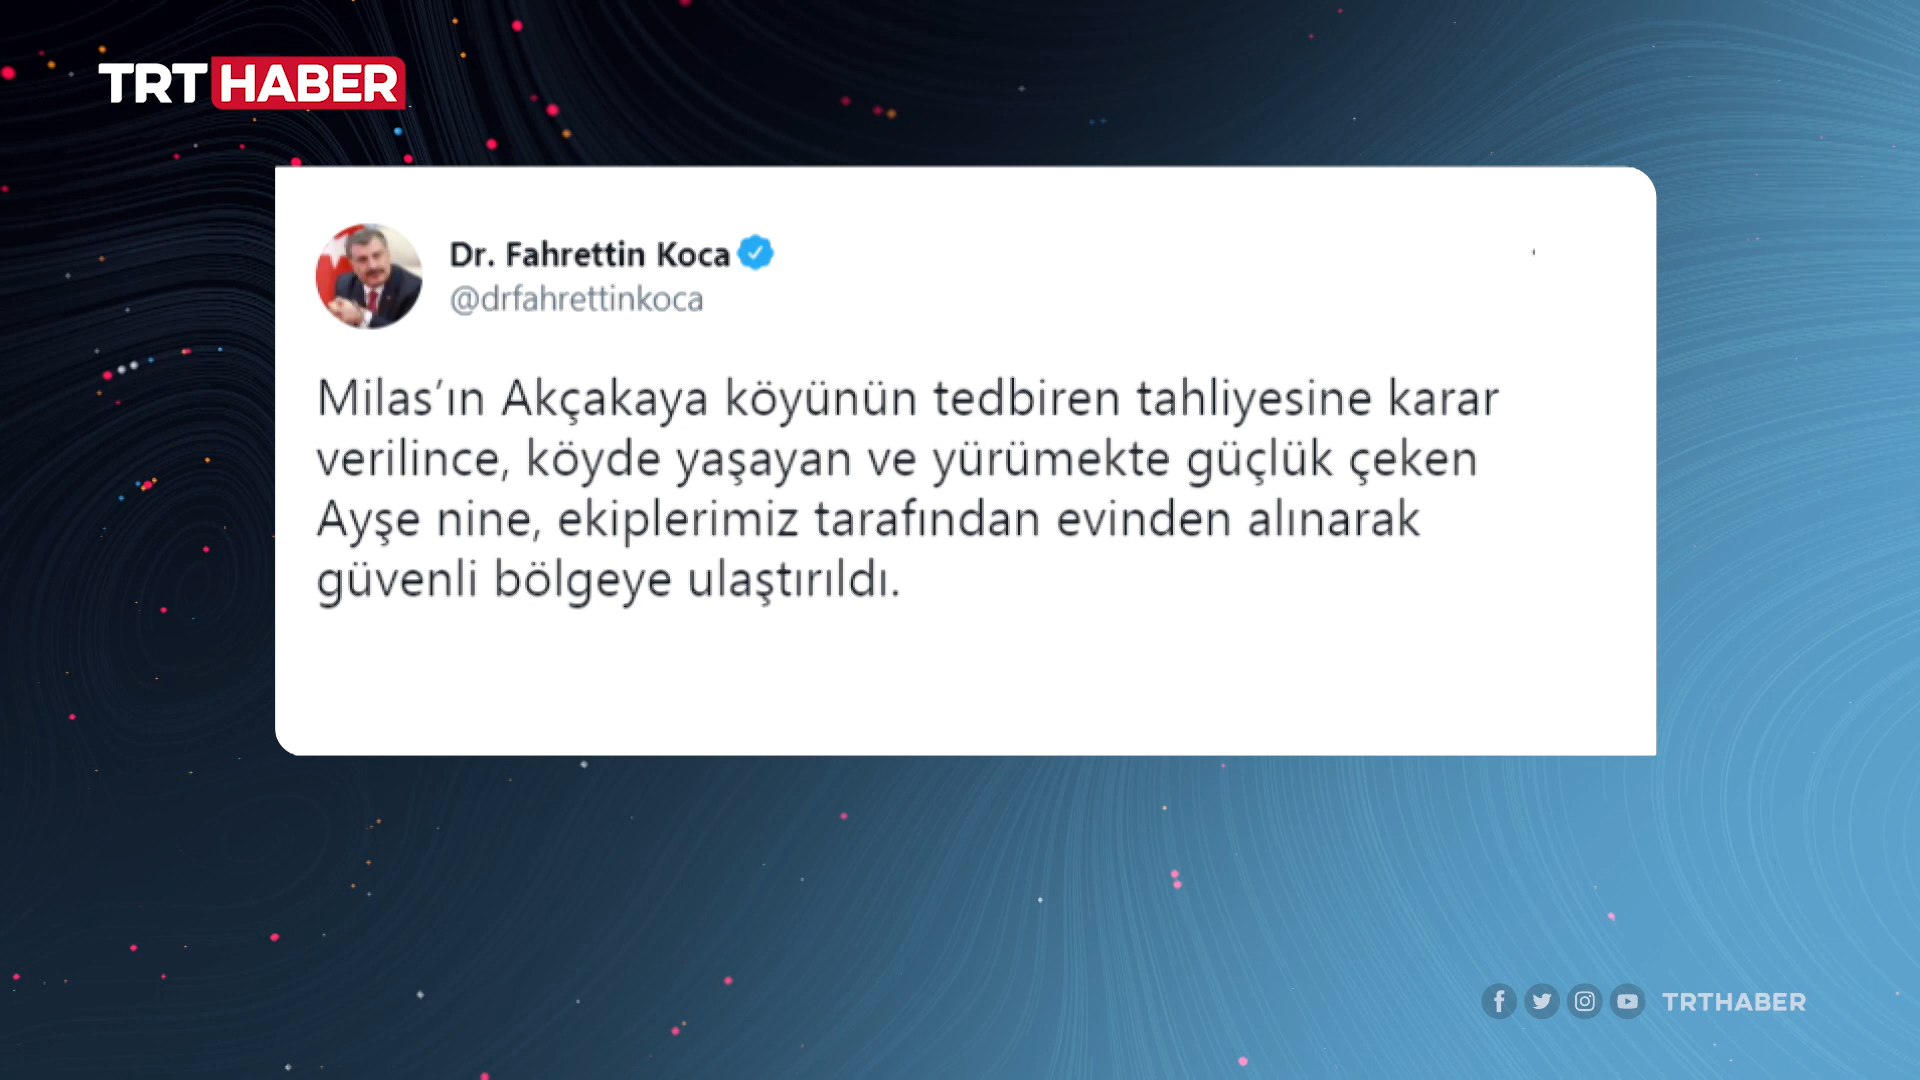 TRT HABER
Dr. Fahrettin Koca
@drfahrettinkoca
Milas’ın Akçakaya köyünün tedbiren tahliyesine karar
verilince, köyde yaşayan ve yürümekte güçlük çeken
Ayşe nine, ekiplerimiz tarafından evinden alınarak
güvenli bölgeye ulaştırıldı.
TRTHABER